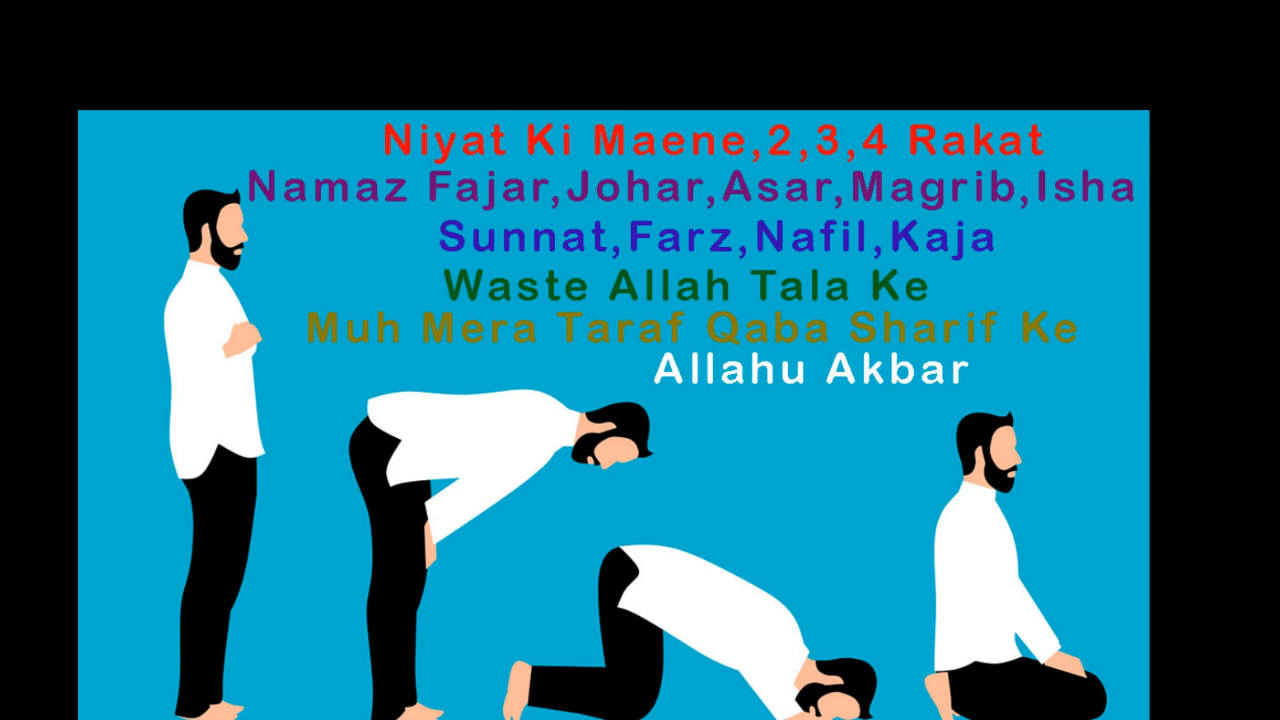 Niyat Ki Maene,2,3,4 Rakat
Namaz Fajar,Johar,Asar,Magrib,Isha
Sunnat,Farz,Nafil,Kaja
Waste Allah Tala Ke
Muh Mera Taraf Qaba Sharif Ke
Allahu Akbar